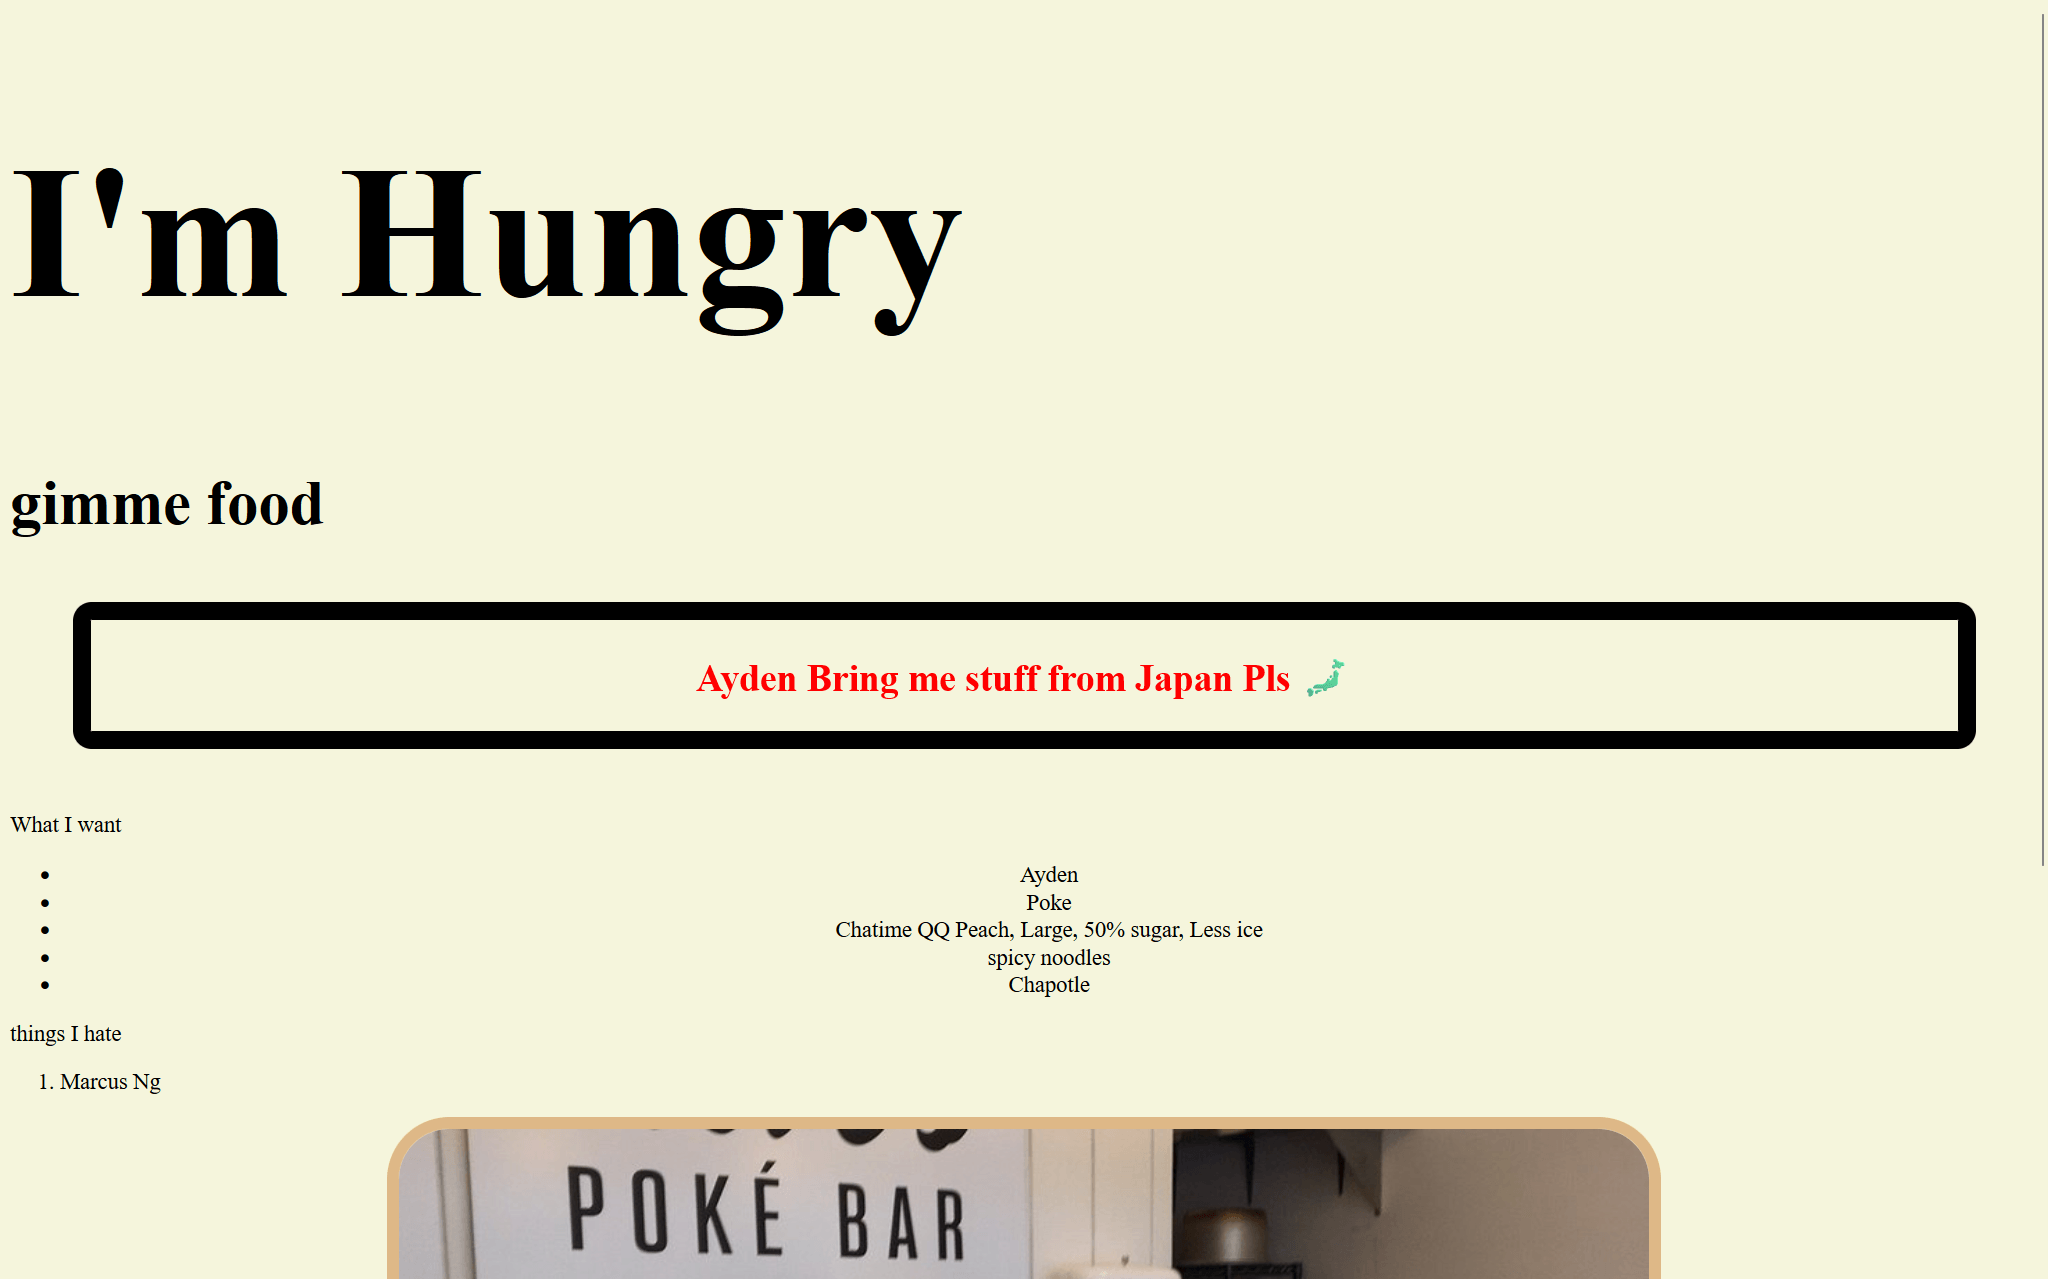 I'm Hungry
gimme food
Ayden Bring me stuff from Japan Pls 🗾
What I want
• Ayden
• Poke
• Chatime QQ Peach, Large, 50% sugar, Less ice
• spicy noodles
• Chapotle
things I hate
1. Marcus Ng
POKÉ BAR